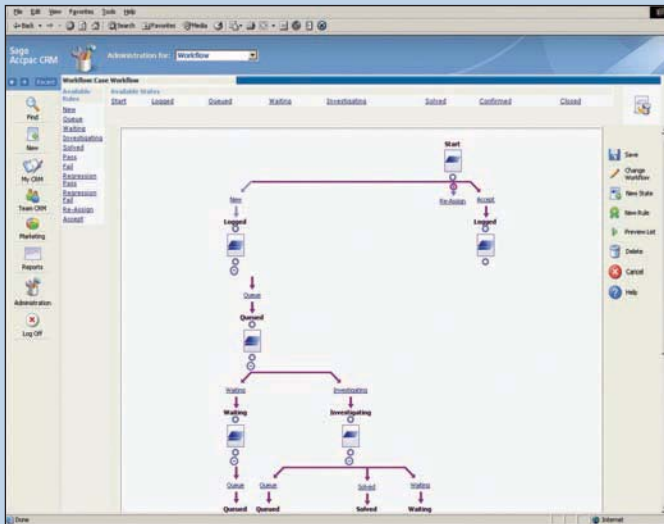 File Edit View Favorites Tools Help
Back Search Favorites Media
Sage
Accpac CRM
Administration for: Workflow
Workflow: Case Workflow
Available
Rules
New
Queue
Waiting
Investigating
Solved
Pass
Fail
Regression
Pass
Regression
Fail
Re-Assign
Accept
Available States
Start Logged Queued Waiting Investigating Solved Confirmed Closed
Find
New
My CRM
Team CRM
Marketing
Reports
Administration
Log Off
Start
New Re-Assign Accept
Logged Logged
Queue
Queued
Waiting Investigating
Waiting Investigating
Queue Queue Solved Waiting
Queued Queued Solved Waiting
Save
Change
Workflow
New State
New Rule
Preview List
Delete
Cancel
Help
Done Internet